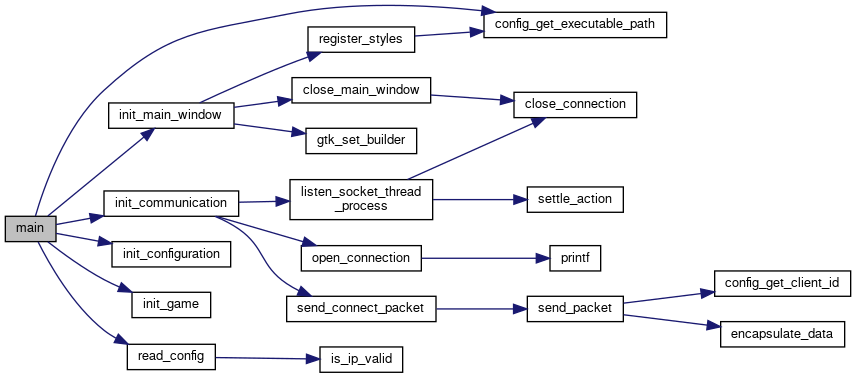 main
init_main_window
init_communication
init_configuration
init_game
read_config
register_styles
close_main_window
gtk_set_builder
listen_socket_thread
_process
open_connection
send_connect_packet
is_ip_valid
config_get_executable_path
close_connection
settle_action
printf
send_packet
config_get_client_id
encapsulate_data